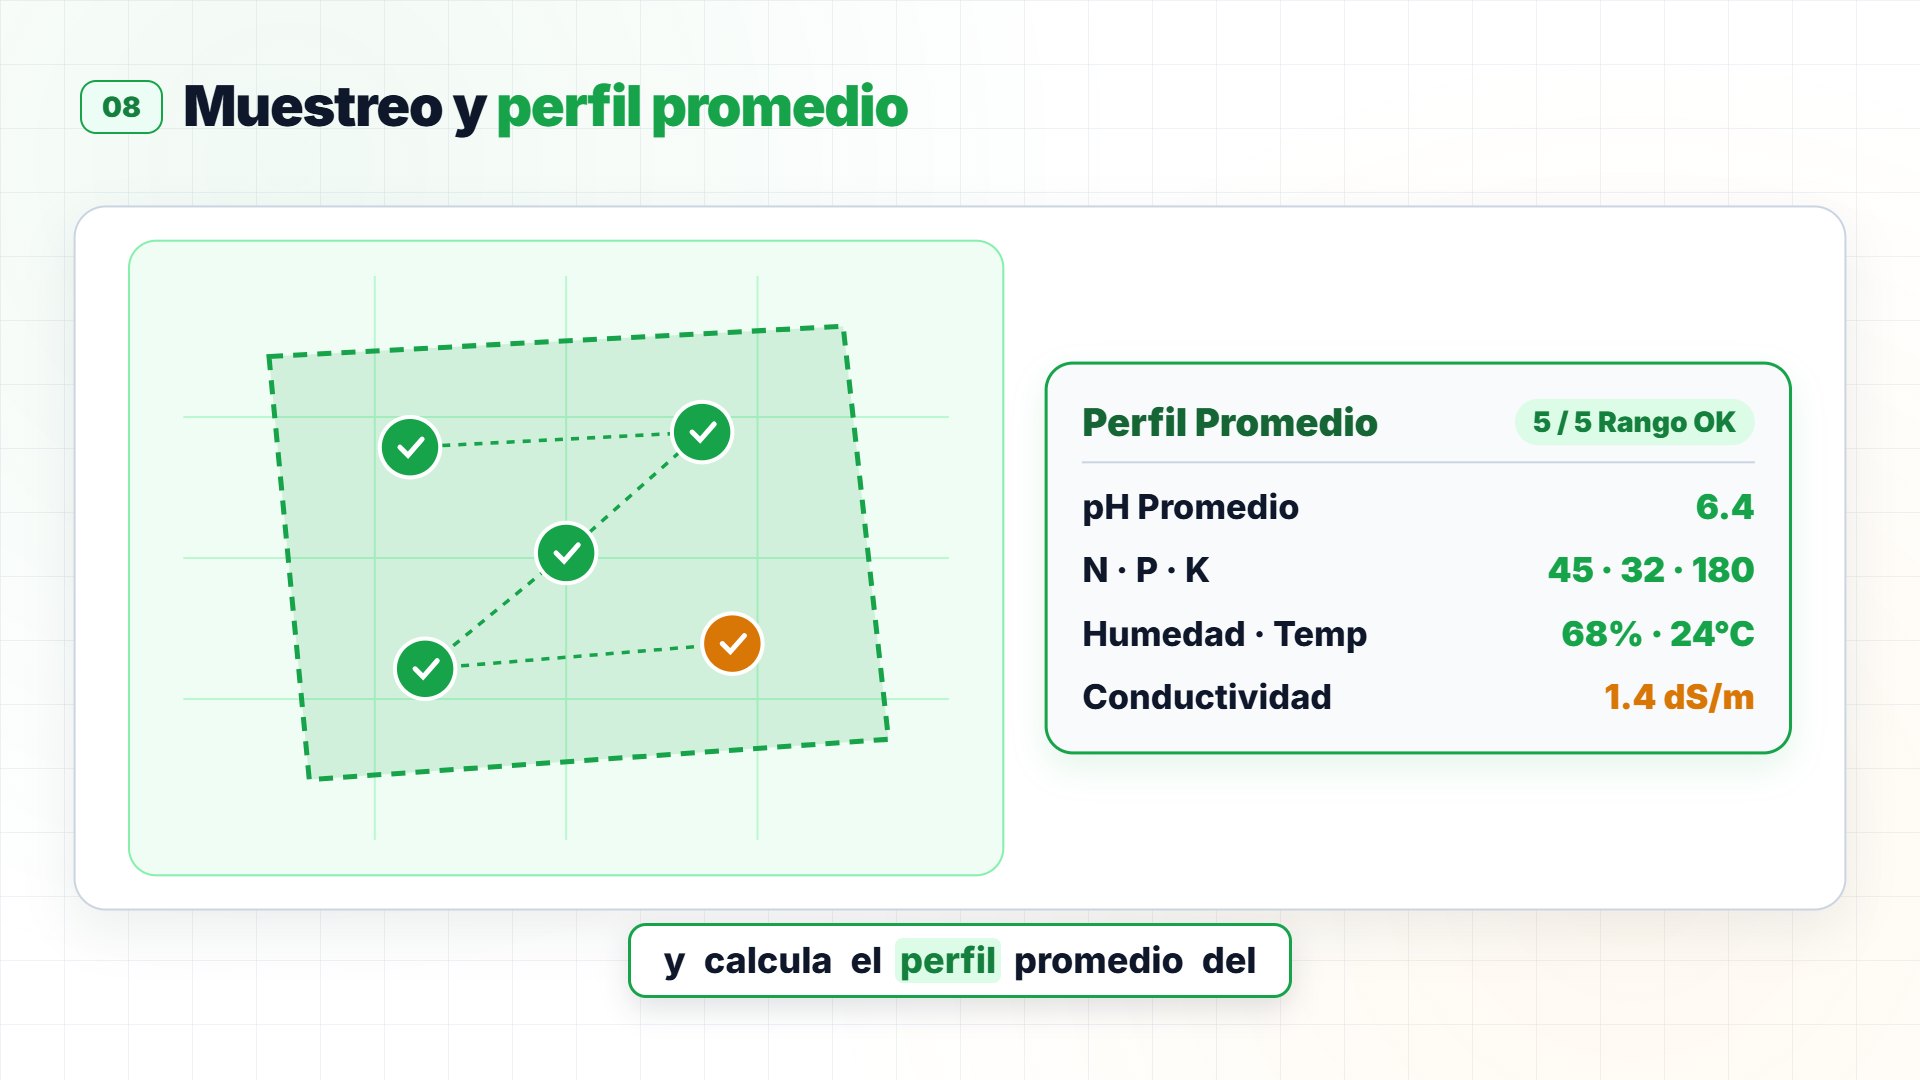 08
Muestreo y perfil promedio
Perfil Promedio
5 / 5 Rango OK
pH Promedio
6.4
N · P · K
45 · 32 · 180
Humedad · Temp
68% · 24°C
Conductividad
1.4 dS/m
y calcula el perfil promedio del